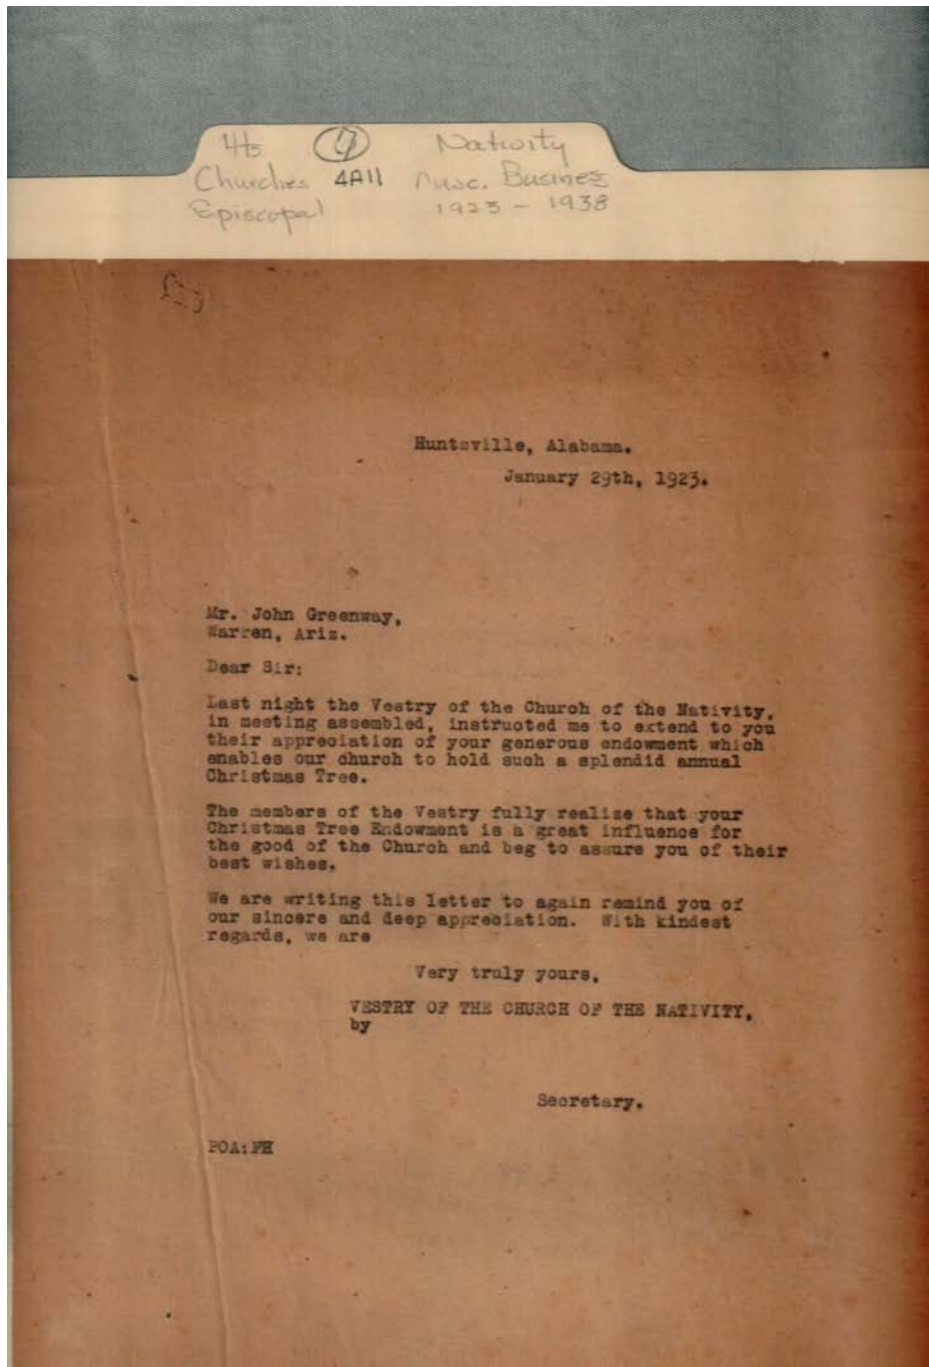 4b 7 Nativity
Churches 4A11 Misc. Business
Episcopal 1923 - 1938
Huntsville, Alabama.
January 29th, 1923.
Mr. John Greenway,
Warren, Ariz.
Dear Sir:
Last night the Vestry of the Church of the Nativity,
in meeting assembled, instructed me to extend to you
their appreciation of your generous endowment which
enables our church to hold such a splendid annual
Christmas Tree.
The members of the Vestry fully realize that your
Christmas Tree Endowment is a great influence for
the good of the Church and beg to assure you of their
best wishes.
We are writing this letter to again remind you of
our sincere and deep appreciation. With kindest
regards, we are
Very truly yours,
VESTRY OF THE CHURCH OF THE NATIVITY,
by
Secretary.
POA:FH